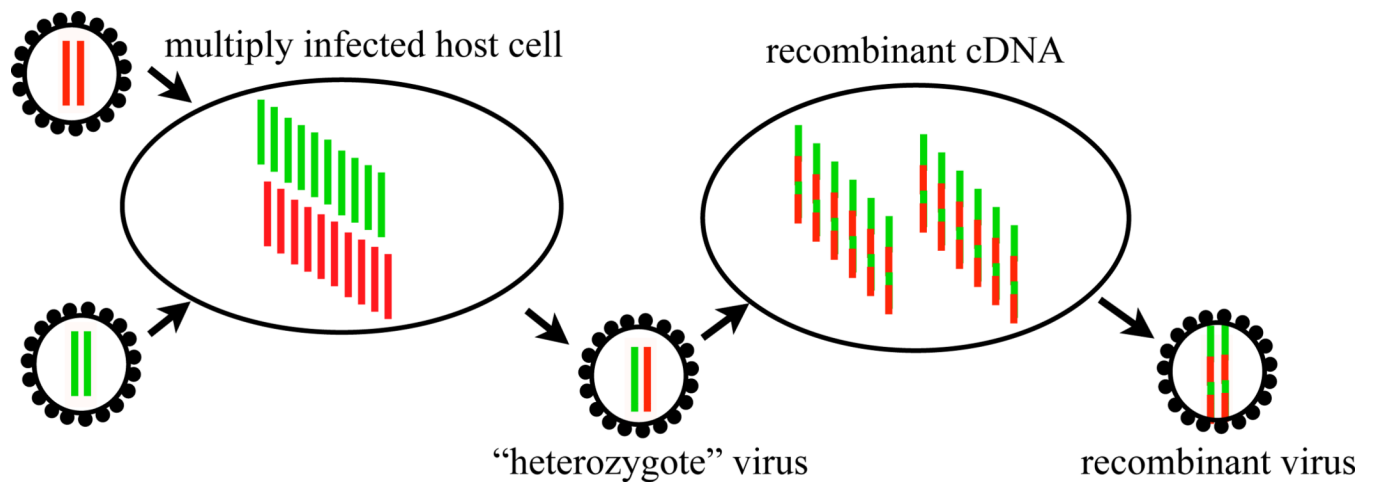 multiply infected host cell
recombinant cDNA
“heterozygote” virus
recombinant virus